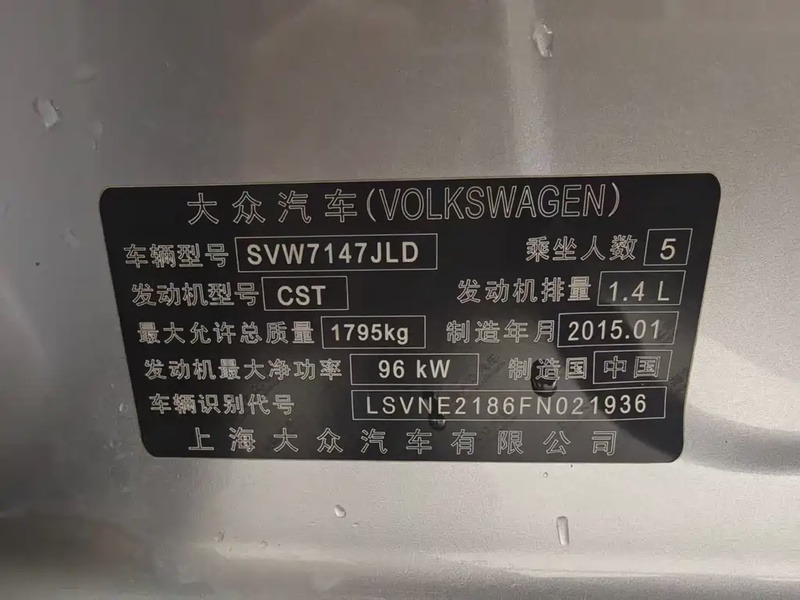 大众汽车(VOLKSWAGEN)
车辆型号 SVW7147JLD 乘坐人数 5
发动机型号 CST 发动机排量 1.4 L
最大允许总质量 1795kg 制造年月 2015.01
发动机最大净功率 96 kW 制造国 中国
车辆识别代号 LSVNE2186FN021936
上海大众汽车有限公司